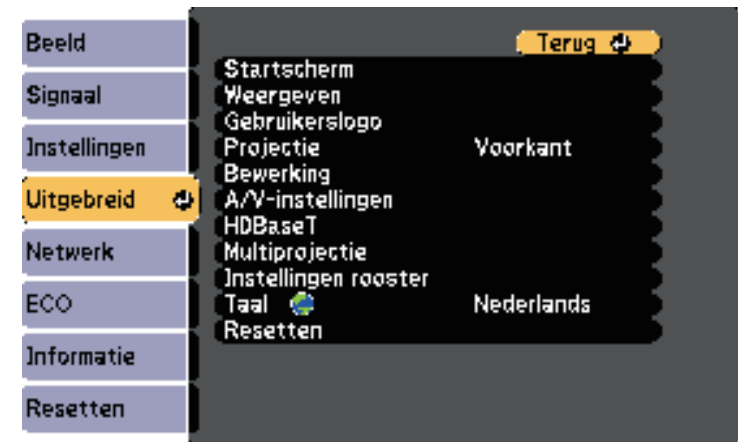 Beeld
Signaal
Instellingen
Uitgebreid
Netwerk
ECO
Informatie
Resetten
Terug
Startscherm
Weergeven
Gebruikerslogo
Projectie Voorkant
Bewerking
A/V-instellingen
HDBaseT
Multiprojectie
Instellingen rooster
Taal Nederlands
Resetten